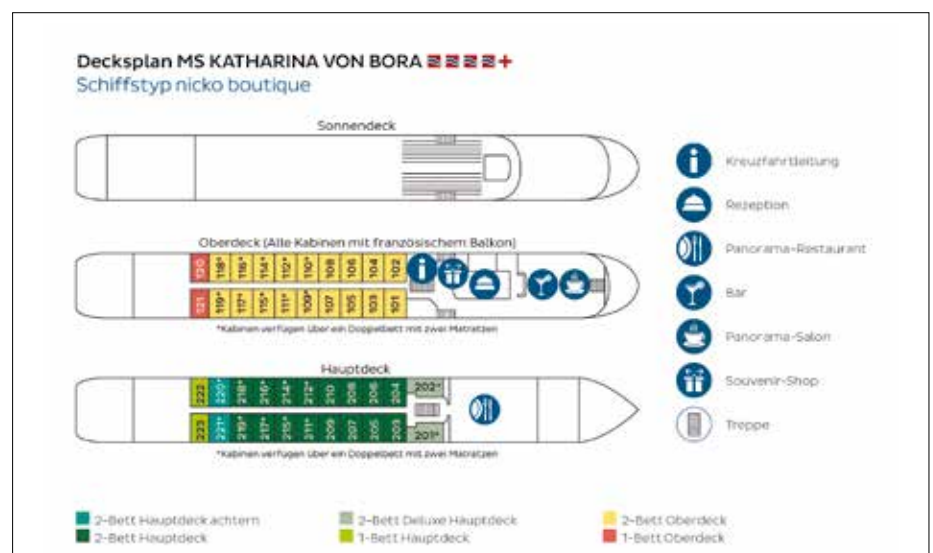 Decksplan MS KATHARINA VON BORA
Schiffstyp nicko boutique
Sonnendeck
Kreuzfahrtleitung
Rezeption
Panorama-Restaurant
Bar
Panorama-Salon
Souvenir-Shop
Treppe
Oberdeck (Alle Kabinen mit französischem Balkon)
120 118* 116* 114* 112* 110* 108 106 104 102
121 119* 117* 115* 111* 109* 107 105 103 101
*Kabinen verfügen über ein Doppelbett mit zwei Matratzen
Hauptdeck
222 220* 218* 216* 214* 212* 210 208 206 204 202*
223 221* 219* 217* 215* 211* 209 207 205 203 201*
*Kabinen verfügen über ein Doppelbett mit zwei Matratzen
2-Bett Hauptdeck achtern
2-Bett Deluxe Hauptdeck
2-Bett Oberdeck
2-Bett Hauptdeck
1-Bett Hauptdeck
1-Bett Oberdeck